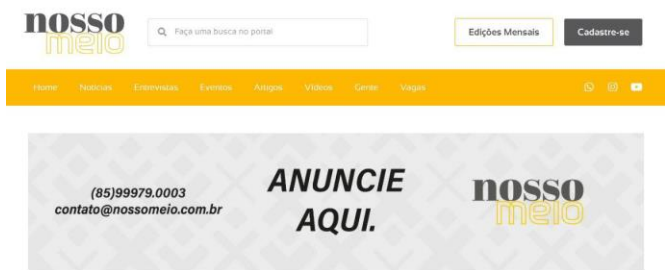 nosso
meio
Faça uma busca no portal
Edições Mensais
Cadastre-se
Home Notícias Entrevistas Eventos Artigos Vídeos Gente Vagas
(85)99979.0003
contato@nossomeio.com.br
ANUNCIE
AQUI.
nosso
meio